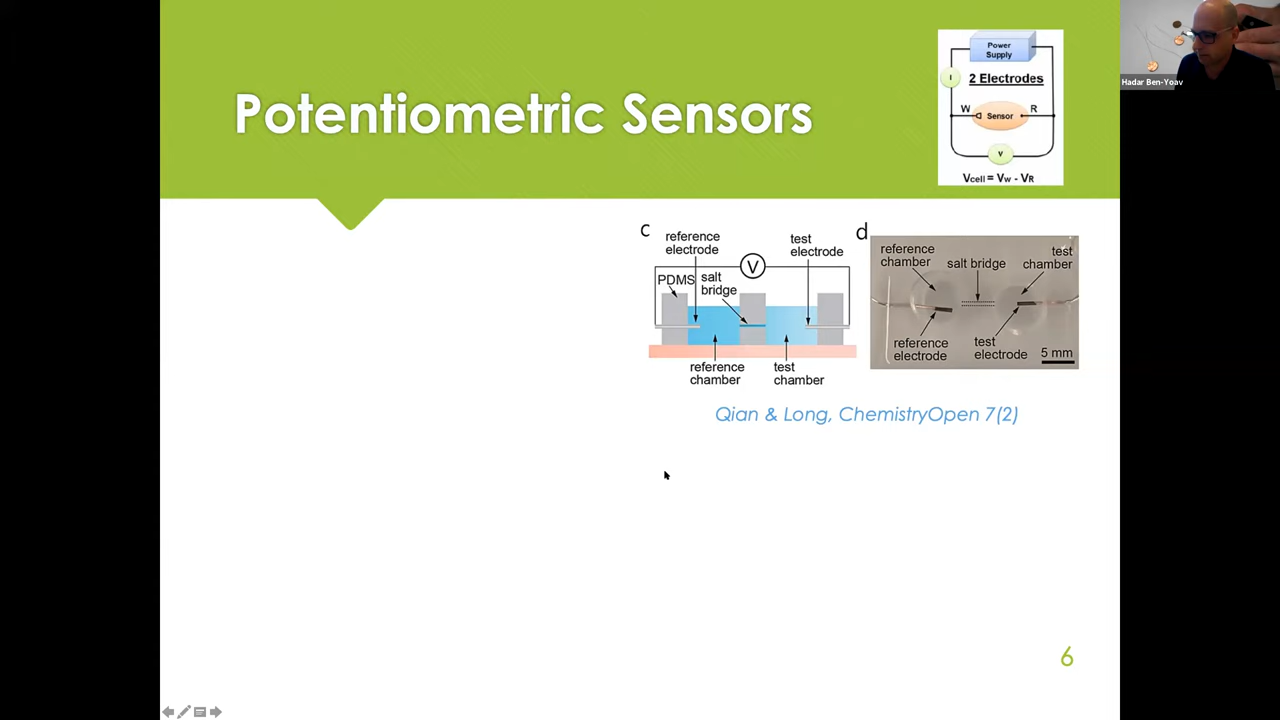 Potentiometric Sensors
Power
Supply
I
2 Electrodes
W
R
Sensor
V
Vcell = VW - VR
Hadar Ben-Yoav
c
reference
electrode
test
electrode
V
PDMS
salt
bridge
reference
chamber
test
chamber
d
reference
chamber
salt bridge
test
chamber
reference
electrode
test
electrode
5 mm
Qian & Long, ChemistryOpen 7(2)
6